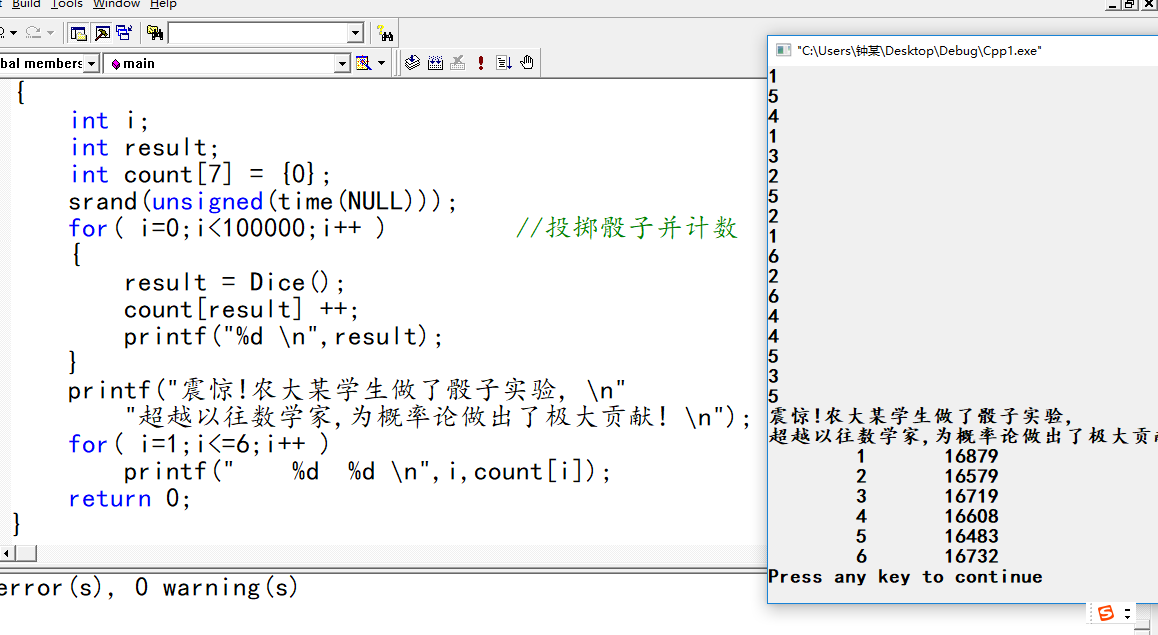 Build Tools Window Help
bal members
main
{
int i;
int result;
int count[7] = {0};
srand(unsigned(time(NULL)));
for( i=0;i<100000;i++ ) //投掷骰子并计数
{
result = Dice();
count[result] ++;
printf("%d \n",result);
}
printf("震惊!农大某学生做了骰子实验, \n"
"超越以往数学家,为概率论做出了极大贡献! \n");
for( i=1;i<=6;i++ )
printf(" %d %d \n",i,count[i]);
return 0;
}
error(s), 0 warning(s)
"C:\Users\钟某\Desktop\Debug\Cpp1.exe"
1
5
4
1
3
2
5
2
1
6
2
6
4
4
5
3
5
震惊!农大某学生做了骰子实验,
超越以往数学家,为概率论做出了极大贡
1 16879
2 16579
3 16719
4 16608
5 16483
6 16732
Press any key to continue